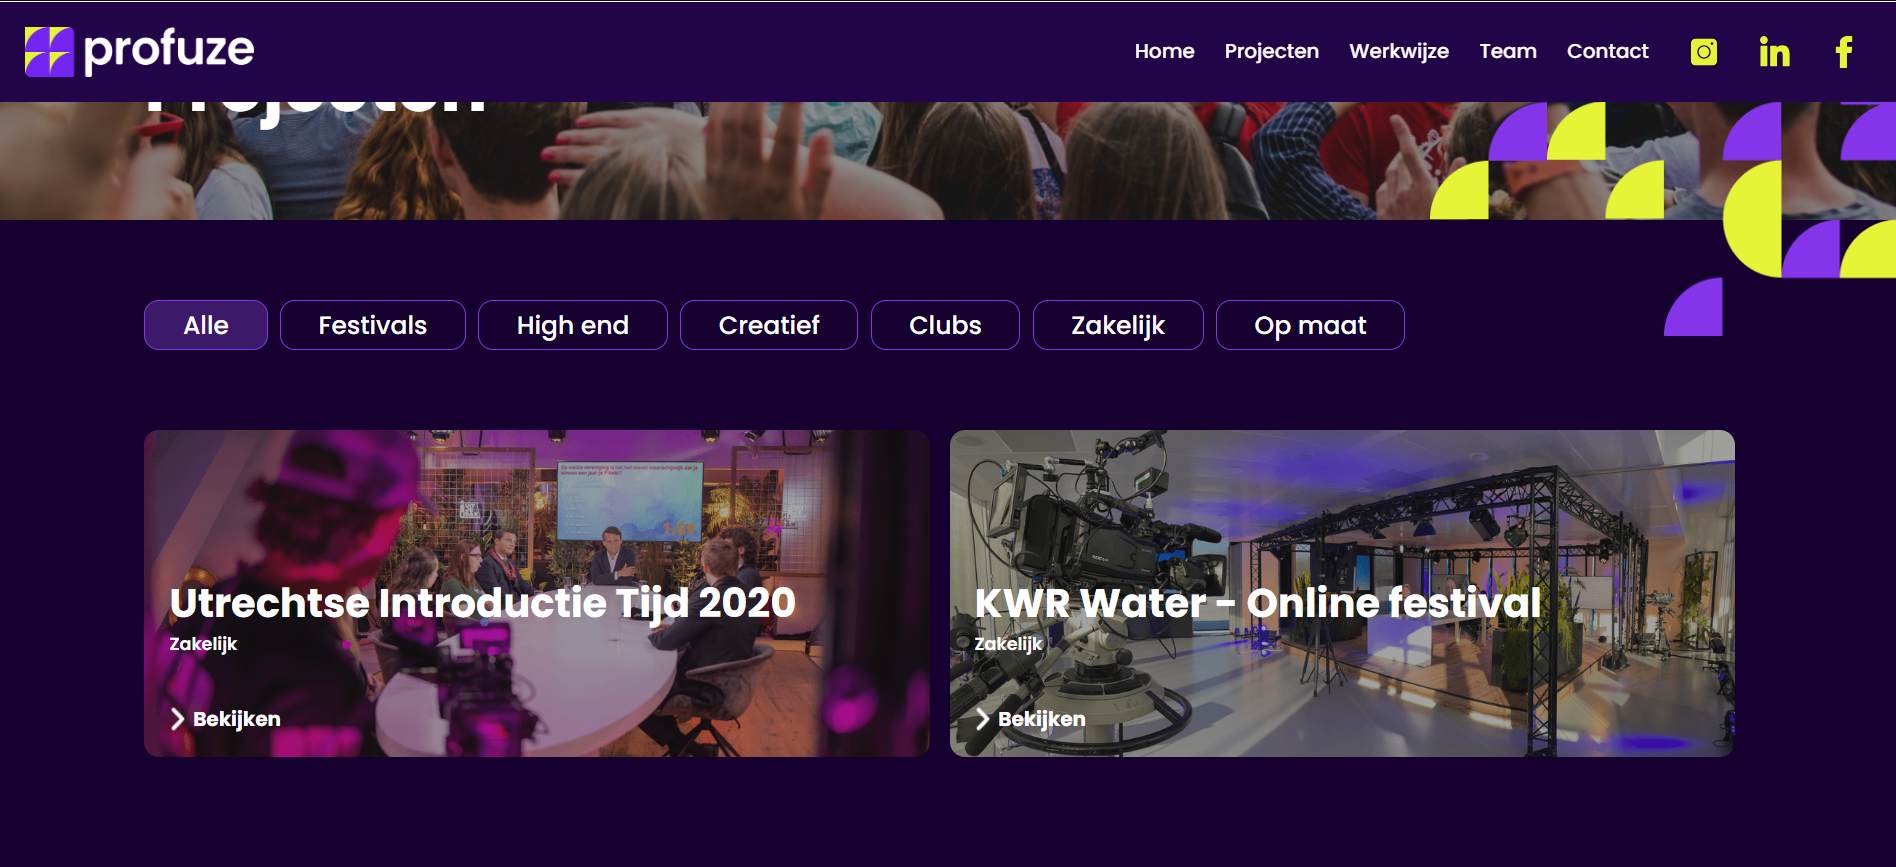 profuze
Home Projecten Werkwijze Team Contact
Projecten
Alle Festivals High end Creatief Clubs Zakelijk Op maat
Utrechtse Introductie Tijd 2020
Zakelijk
Bekijken
KWR Water - Online festival
Zakelijk
Bekijken